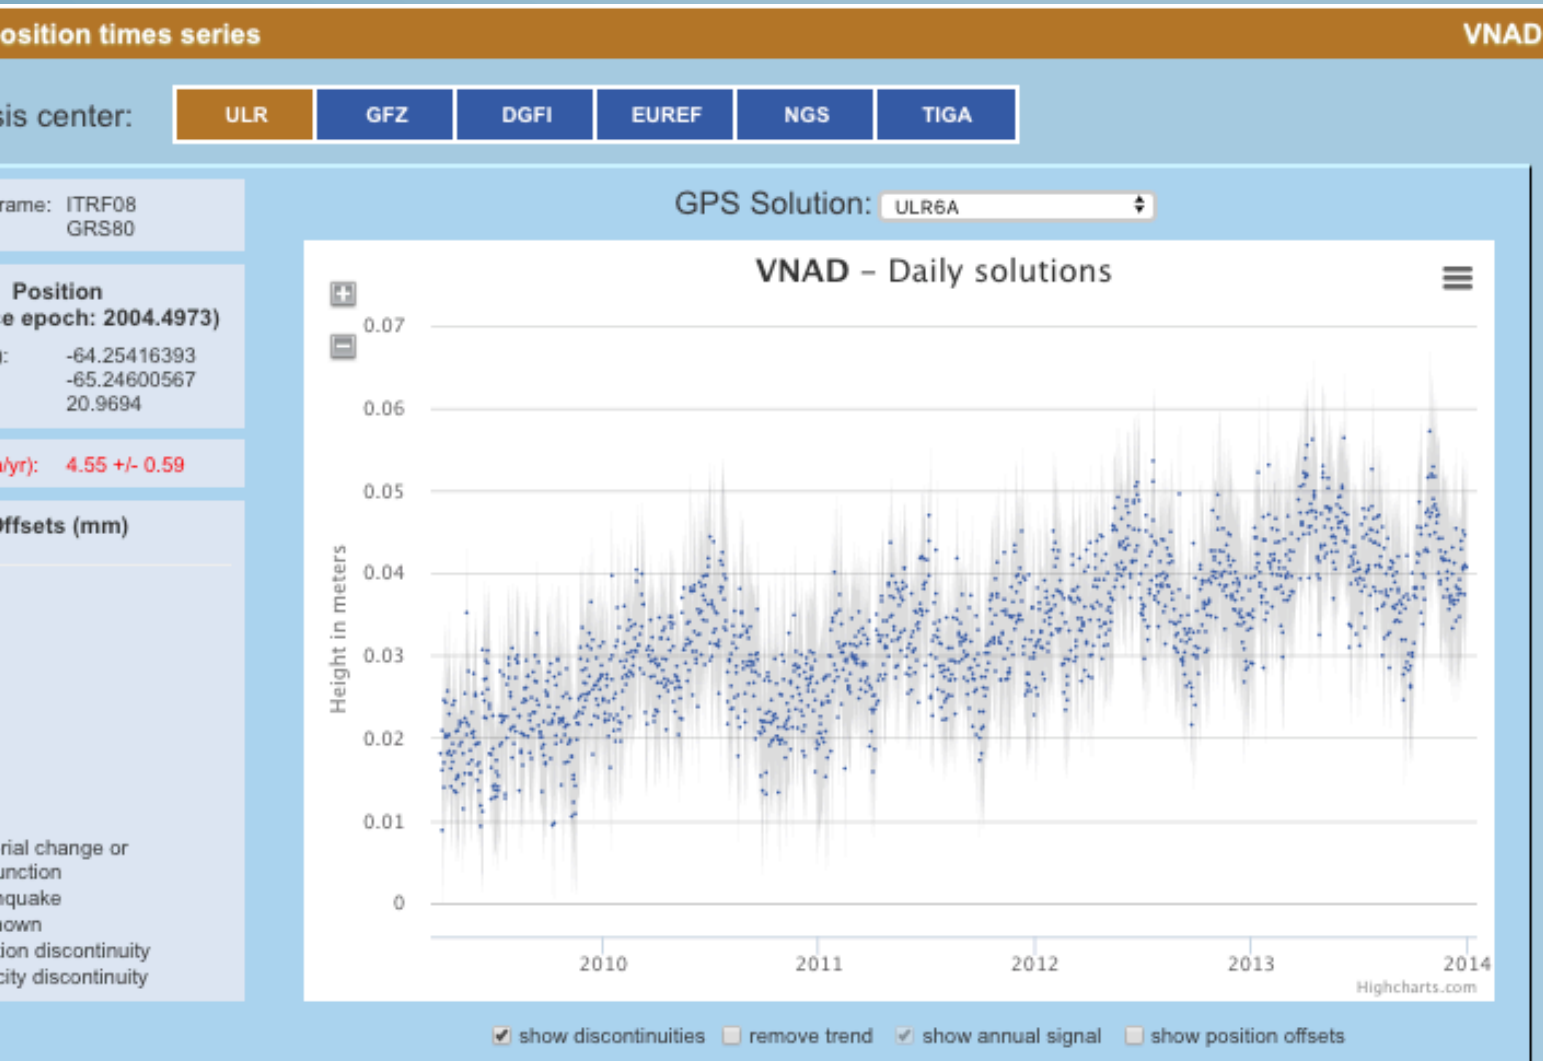 osition times series
VNAD
sis center:
ULR
GFZ
DGFI
EUREF
NGS
TIGA
rame: ITRF08
GRS80
Position
e epoch: 2004.4973)
): -64.25416393
-65.24600567
20.9694
/yr): 4.55 +/- 0.59
Offsets (mm)
rial change or
unction
hquake
nown
tion discontinuity
city discontinuity
GPS Solution: ULR6A
VNAD – Daily solutions
0.07
0.06
0.05
0.04
0.03
0.02
0.01
0
Height in meters
2010
2011
2012
2013
2014
Highcharts.com
show discontinuities
remove trend
show annual signal
show position offsets